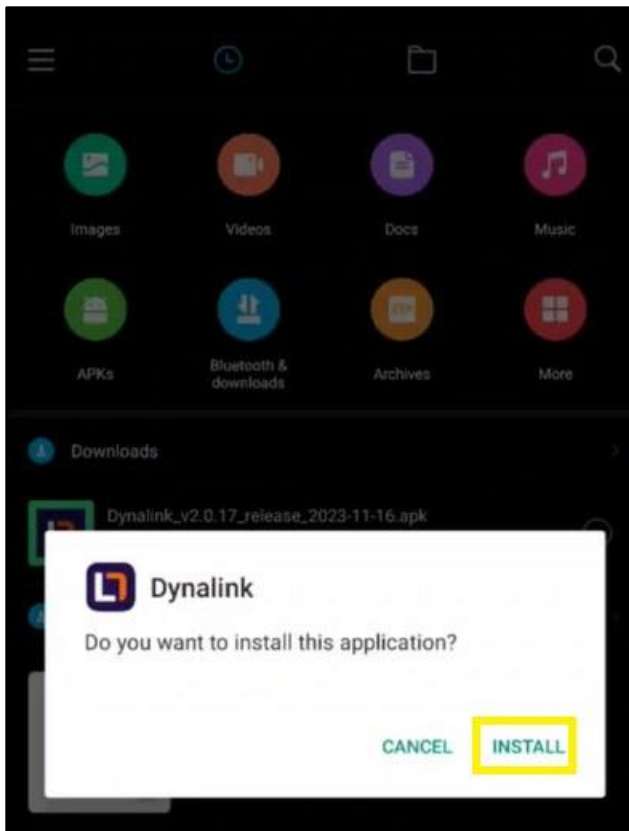 Images
Videos
Docs
Music
APKs
Bluetooth &
downloads
Archives
More
Downloads
Dynalink_v2.0.17_release_2023-11-16.apk
Dynalink
Do you want to install this application?
CANCEL
INSTALL